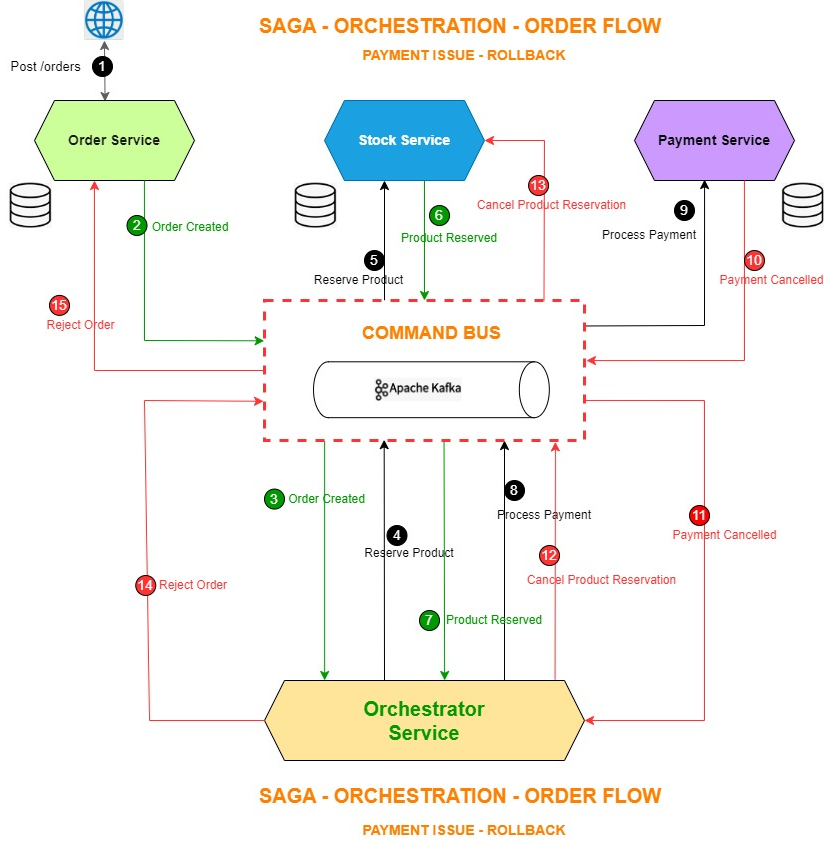 SAGA - ORCHESTRATION - ORDER FLOW
PAYMENT ISSUE - ROLLBACK
Post /orders
1
Order Service
Stock Service
Payment Service
2
Order Created
6
Product Reserved
13
Cancel Product Reservation
9
Process Payment
5
Reserve Product
10
Payment Cancelled
15
Reject Order
COMMAND BUS
Apache Kafka
3
Order Created
4
Reserve Product
8
Process Payment
11
Payment Cancelled
12
Cancel Product Reservation
14
Reject Order
7
Product Reserved
Orchestrator
Service
SAGA - ORCHESTRATION - ORDER FLOW
PAYMENT ISSUE - ROLLBACK